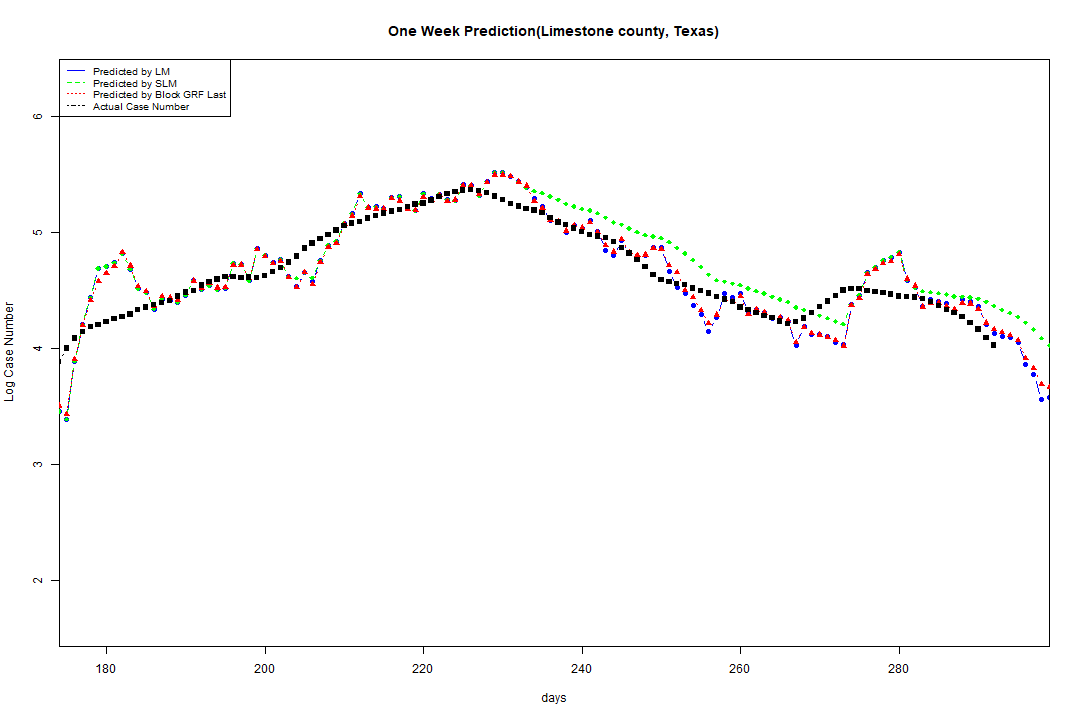 One Week Prediction(Limestone county, Texas)
Predicted by LM
Predicted by SLM
Predicted by Block GRF Last
Actual Case Number
6
5
4
3
2
Log Case Number
180 200 220 240 260 280
days